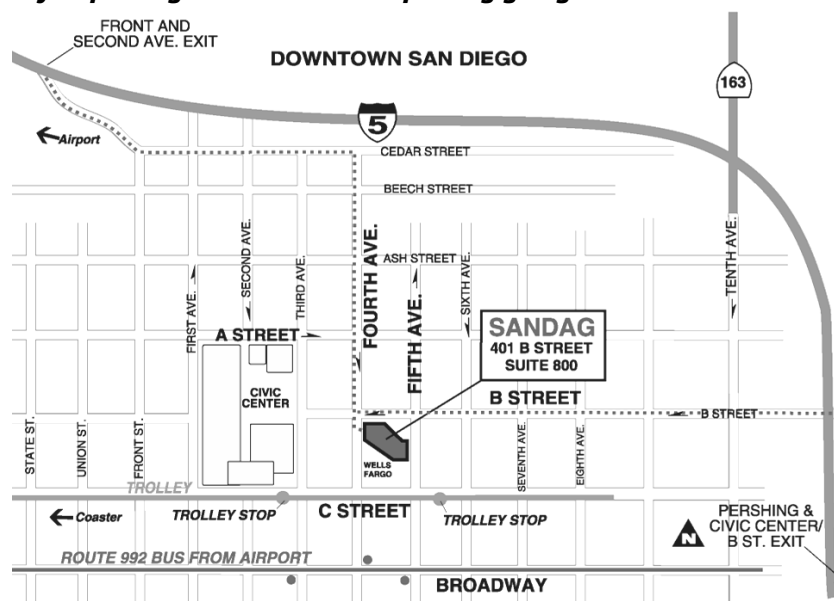 FRONT AND
SECOND AVE. EXIT
DOWNTOWN SAN DIEGO
163
5
Airport
CEDAR STREET
BEECH STREET
SECOND AVE.
THIRD AVE.
FOURTH AVE.
ASH STREET
SIXTH AVE.
TENTH AVE.
FIRST AVE.
FIFTH AVE.
A STREET
SANDAG
401 B STREET
SUITE 800
CIVIC
CENTER
B STREET
B STREET
STATE ST.
UNION ST.
FRONT ST.
WELLS
FARGO
SEVENTH AVE.
EIGHTH AVE.
TROLLEY
Coaster
TROLLEY STOP
C STREET
TROLLEY STOP
PERSHING &
CIVIC CENTER/
B ST. EXIT
N
ROUTE 992 BUS FROM AIRPORT
BROADWAY